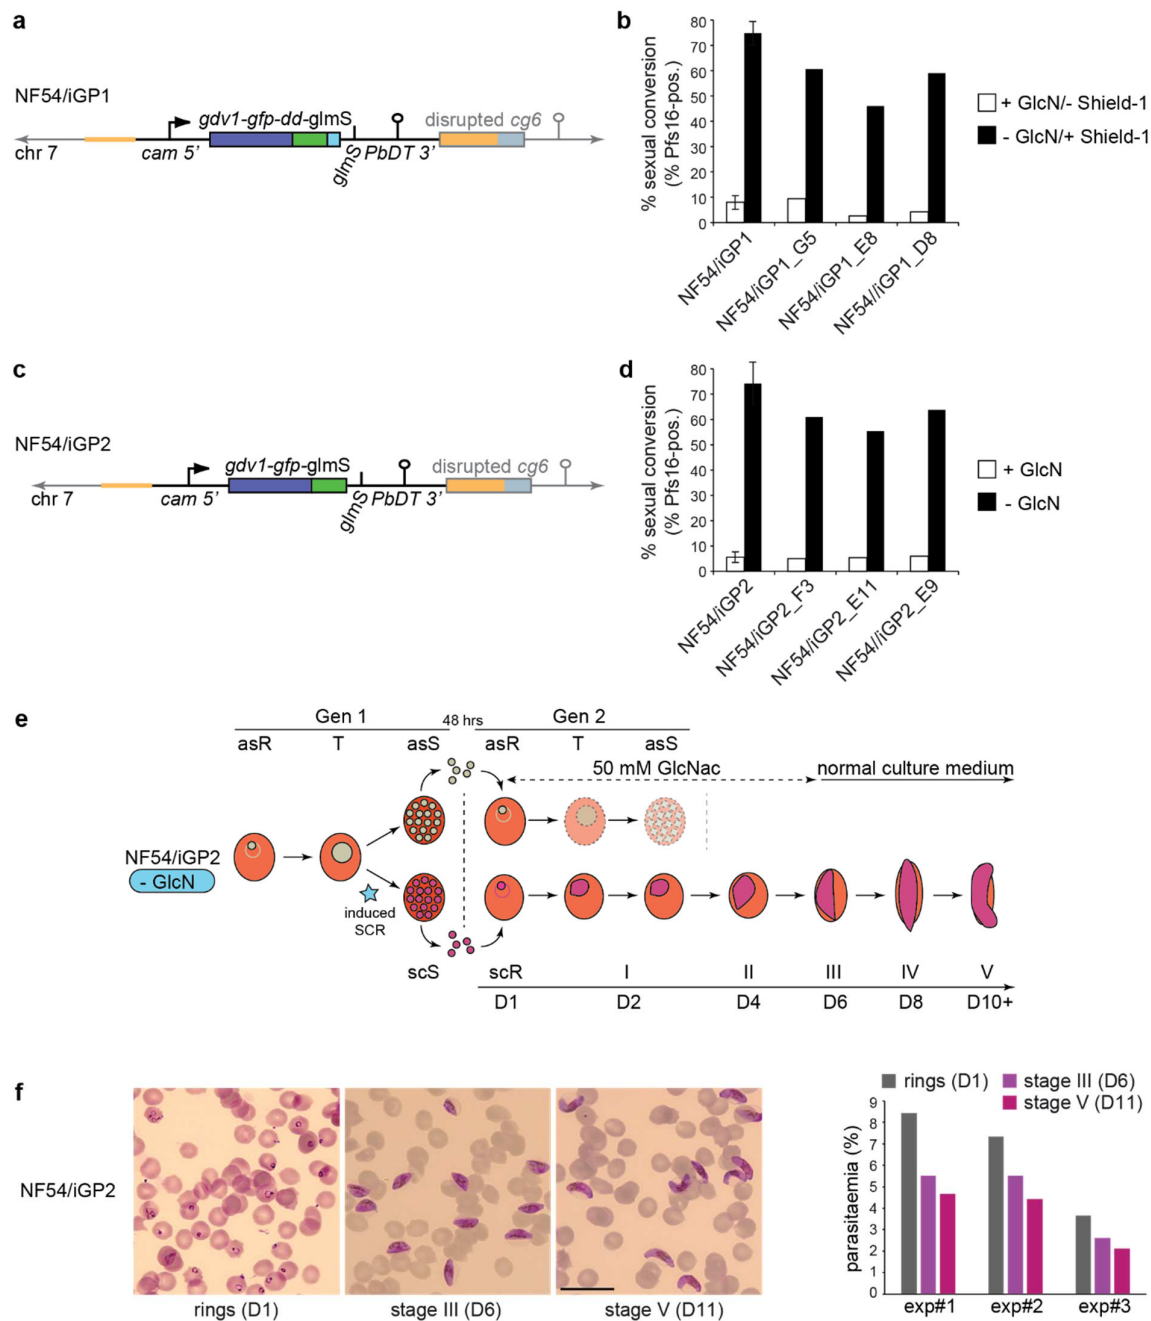 a
NF54/iGP1
gdv1-gfp-dd-glmS
disrupted cg6
chr 7
cam 5’
glmS
PbDT 3’
b
% sexual conversion
(% Pfs16-pos.)
80
70
60
50
40
30
20
10
0
NF54/iGP1
NF54/iGP1_G5
NF54/iGP1_E8
NF54//iGP1_D8
+ GlcN/- Shield-1
- GlcN/+ Shield-1
c
NF54/iGP2
gdv1-gfp-glmS
disrupted cg6
chr 7
cam 5’
glmS
PbDT 3’
d
% sexual conversion
(% Pfs16-pos.)
80
70
60
50
40
30
20
10
0
NF54/iGP2
NF54/iGP2_F3
NF54/iGP2_E11
NF54//iGP2_E9
+ GlcN
- GlcN
e
Gen 1
48 hrs
Gen 2
asR T asS asR T asS
50 mM GlcNac
normal culture medium
NF54/iGP2
- GlcN
induced
SCR
scS scR I II III IV V
D1 D2 D4 D6 D8 D10+
f
NF54/iGP2
rings (D1)
stage III (D6)
stage V (D11)
rings (D1)
stage III (D6)
stage V (D11)
parasitaemia (%)
9
8
7
6
5
4
3
2
1
0
exp#1 exp#2 exp#3